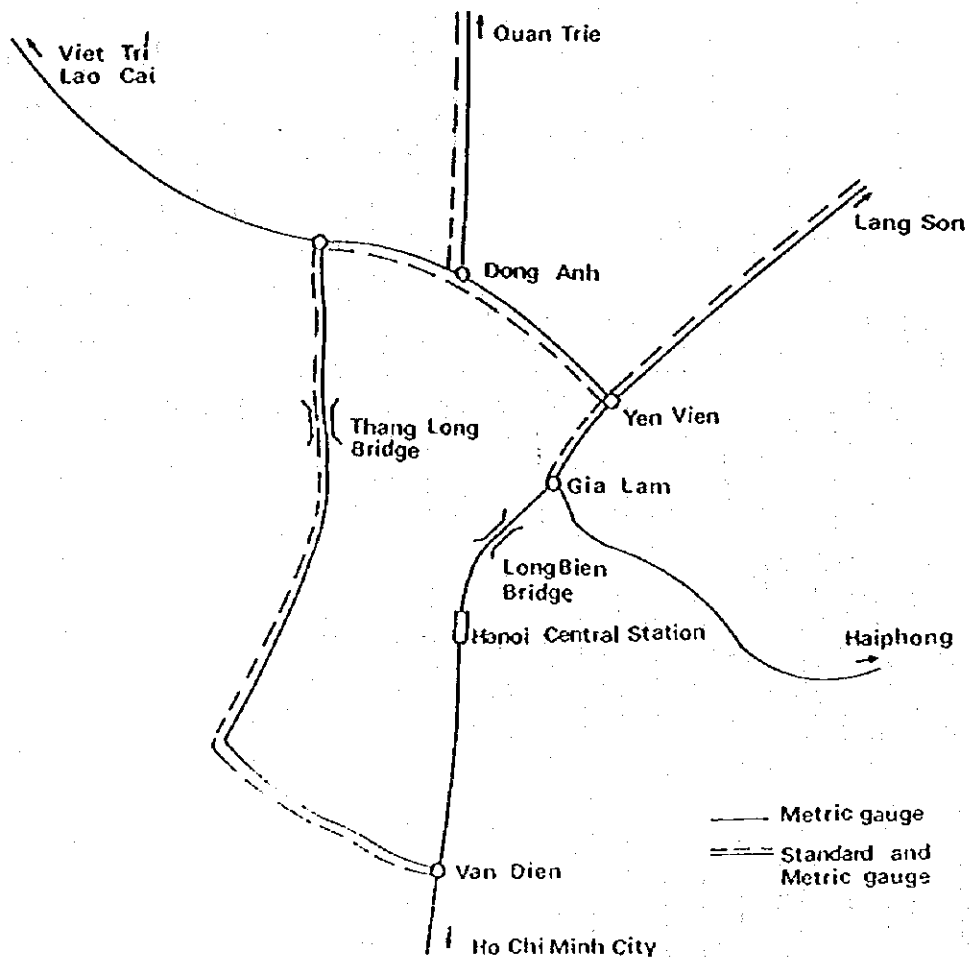 Quan Trie
Viet Tri
Lao Cai
Lang Son
Dong Anh
Yen Vien
Thang Long
Bridge
Gia Lam
Long Bien
Bridge
Hanoi Central Station
Haiphong
Metric gauge
Standard and
Metric gauge
Van Dien
Ho Chi Minh City